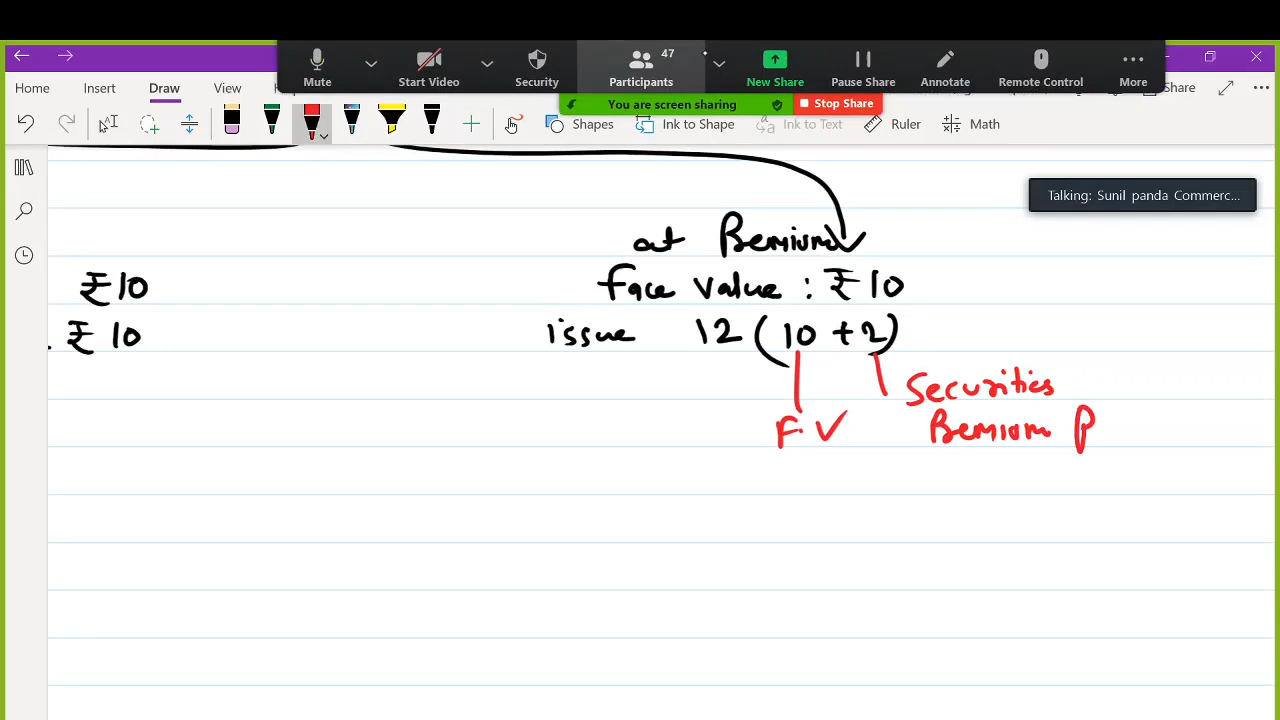 47
Mute
Start Video
Security
Participants
New Share
Pause Share
Annotate
Remote Control
More
Home
Insert
Draw
View
You are screen sharing
Stop Share
Share
Shapes
Ink to Shape
Ink to Text
Ruler
Math
Talking: Sunil panda Commerc...
at Premium
₹10
face value : ₹10
. ₹ 10
issue 12 (10 + 2)
Securities
F.V
Premium P